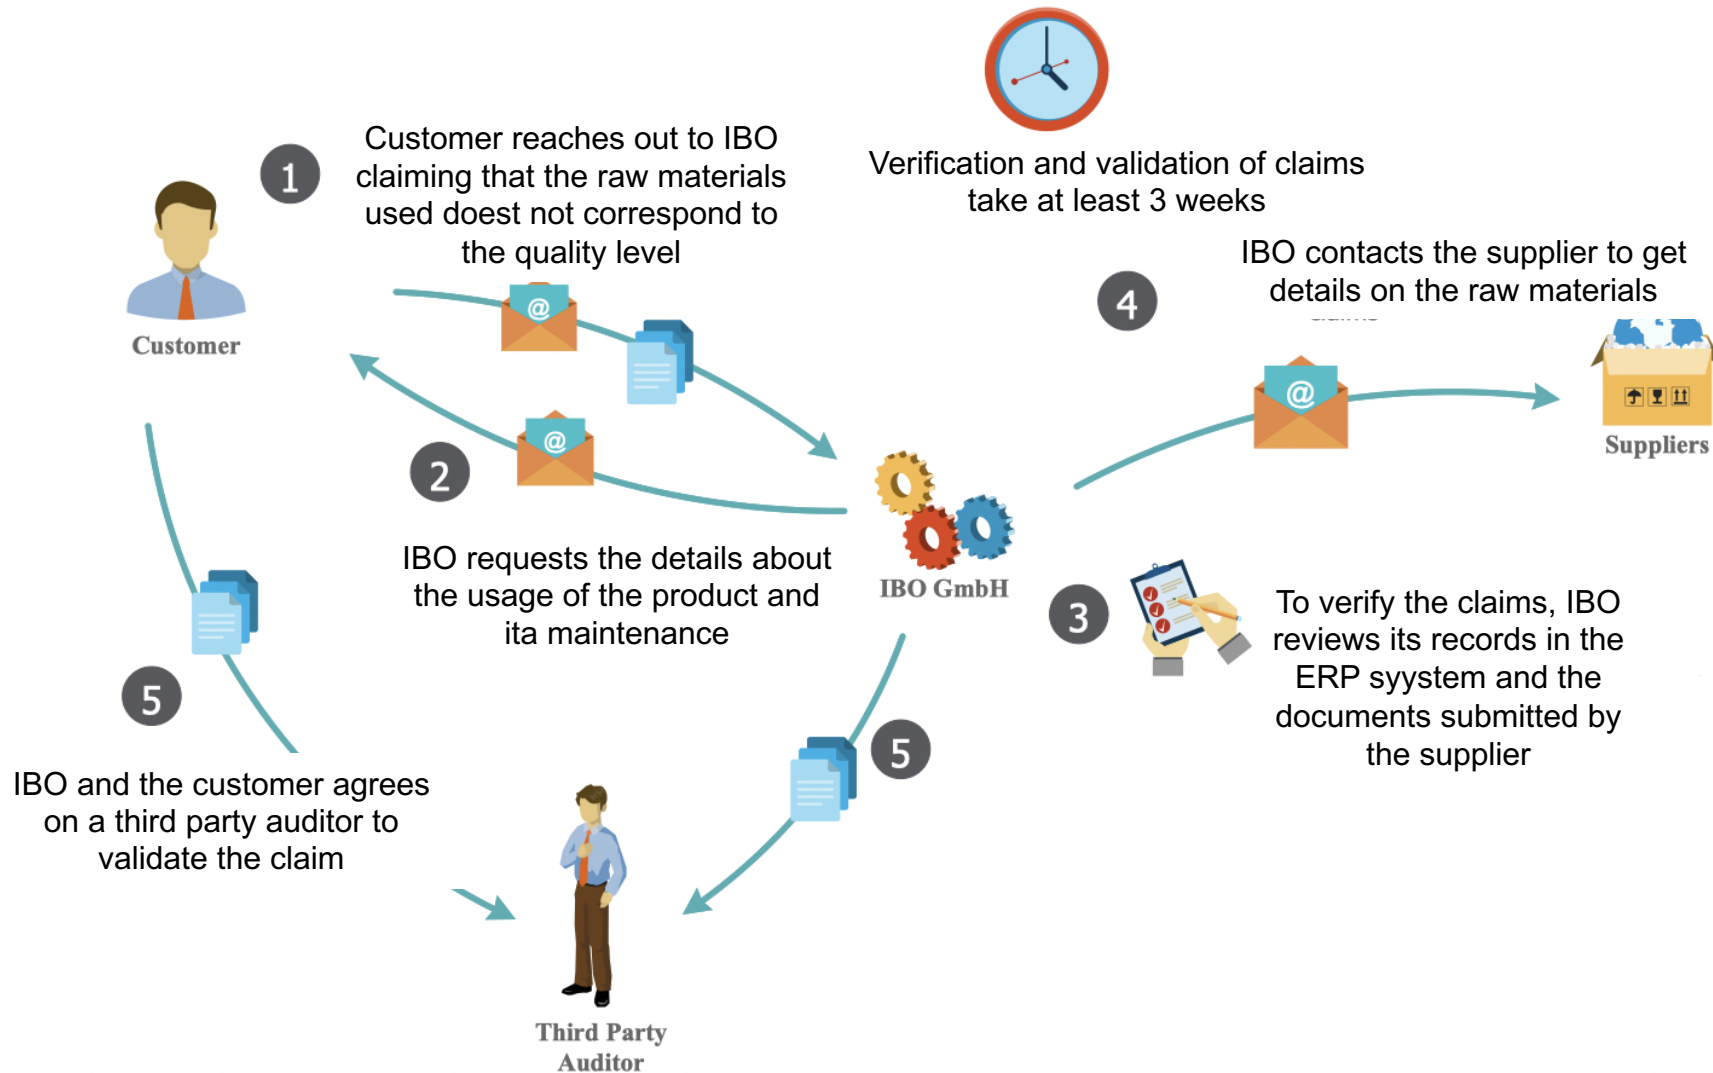 1
Customer reaches out to IBO
claiming that the raw materials
used doest not correspond to
the quality level
Customer
Verification and validation of claims
take at least 3 weeks
4
IBO contacts the supplier to get
details on the raw materials
@
Suppliers
@
@
2
IBO requests the details about
the usage of the product and
ita maintenance
IBO GmbH
3
To verify the claims, IBO
reviews its records in the
ERP syystem and the
documents submitted by
the supplier
5
IBO and the customer agrees
on a third party auditor to
validate the claim
5
Third Party
Auditor